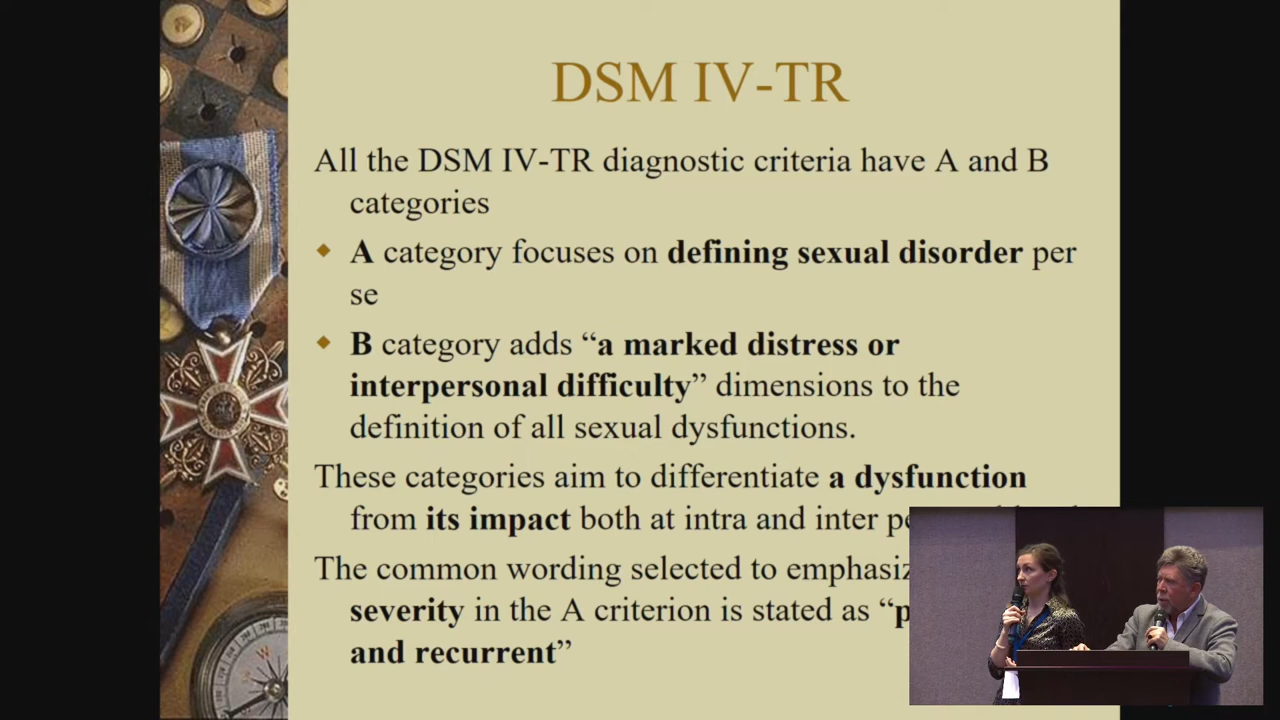 DSM IV-TR
All the DSM IV-TR diagnostic criteria have A and B
categories
A category focuses on defining sexual disorder per
se
B category adds “a marked distress or
interpersonal difficulty” dimensions to the
definition of all sexual dysfunctions.
These categories aim to differentiate a dysfunction
from its impact both at intra and inter
The common wording selected to
severity in the A criterion is stated as “
and recurrent”